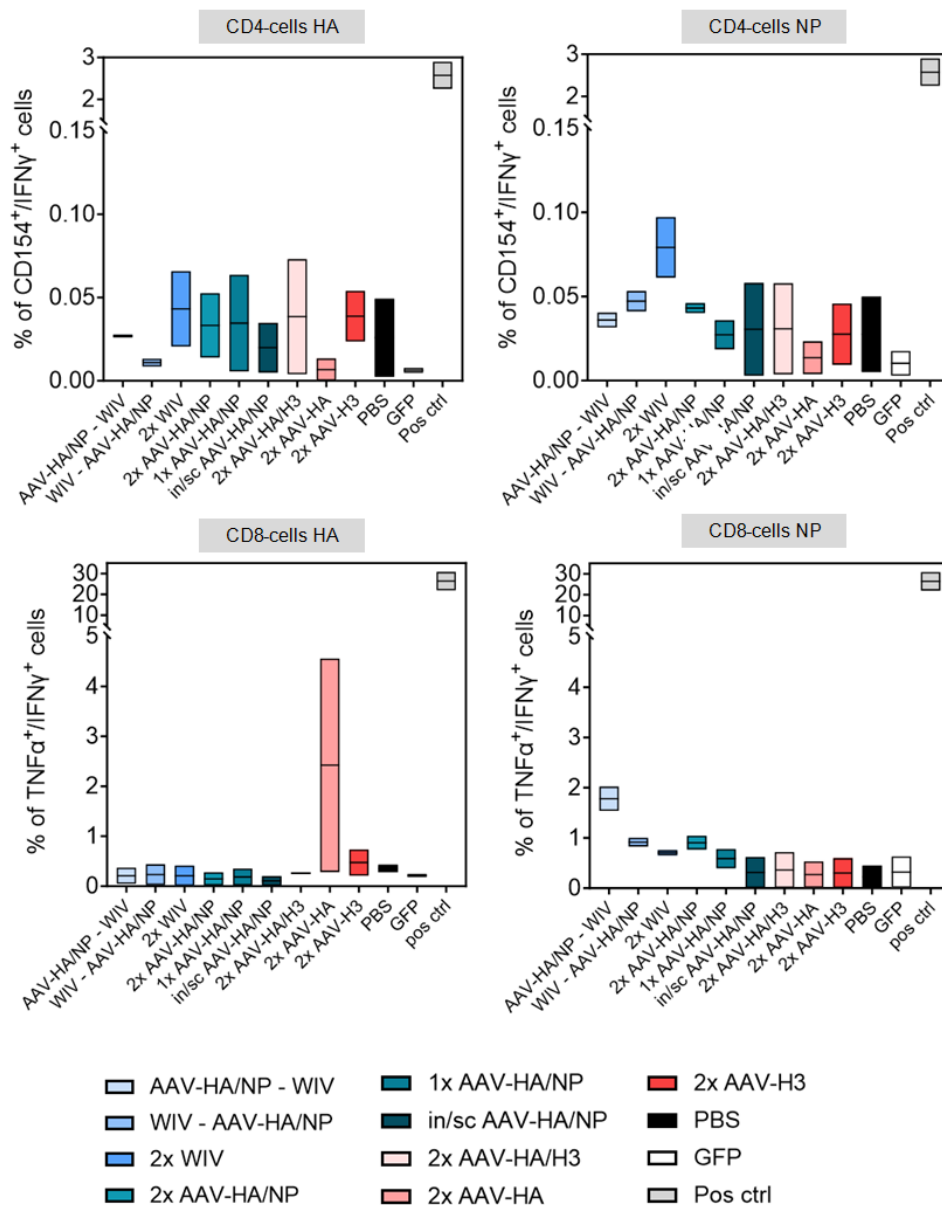 CD4-cells HA
% of CD154+/IFNγ+ cells
3
2
0.15
0.10
0.05
0.00
AAV-HA/NP - WIV
WIV - AAV-HA/NP
2x WIV
2x AAV-HA/NP
1x AAV-HA/NP
in/sc AAV-HA/NP
2x AAV-HA/H3
2x AAV-HA
2x AAV-H3
PBS
GFP
Pos ctrl
CD4-cells NP
% of CD154+/IFNγ+ cells
3
2
0.15
0.10
0.05
0.00
AAV-HA/NP - WIV
WIV - AAV-HA/NP
2x WIV
2x AAV-HA/NP
1x
in/sc
2x AAV-HA/H3
2x AAV-HA
2x AAV-H3
PBS
GFP
Pos ctrl
CD8-cells HA
% of TNFα+/IFNγ+ cells
30
20
10
5
4
3
2
1
0
AAV-HA/NP - WIV
WIV - AAV-HA/NP
2x WIV
2x AAV-HA/NP
1x AAV-HA/NP
in/sc AAV-HA/NP
2x AAV-HA/H3
2x AAV-HA
2x AAV-H3
PBS
GFP
pos ctrl
CD8-cells NP
% of TNFα+/IFNγ+ cells
30
20
10
5
4
3
2
1
0
AAV-HA/NP - WIV
WIV - AAV-HA/NP
2x WIV
2x AAV-HA/NP
1x AAV-HA/NP
in/sc AAV-HA/NP
2x AAV-HA/H3
2x AAV-HA
2x AAV-H3
PBS
GFP
pos ctrl
AAV-HA/NP - WIV
WIV - AAV-HA/NP
2x WIV
2x AAV-HA/NP
1x AAV-HA/NP
in/sc AAV-HA/NP
2x AAV-HA/H3
2x AAV-HA
2x AAV-H3
PBS
GFP
Pos ctrl